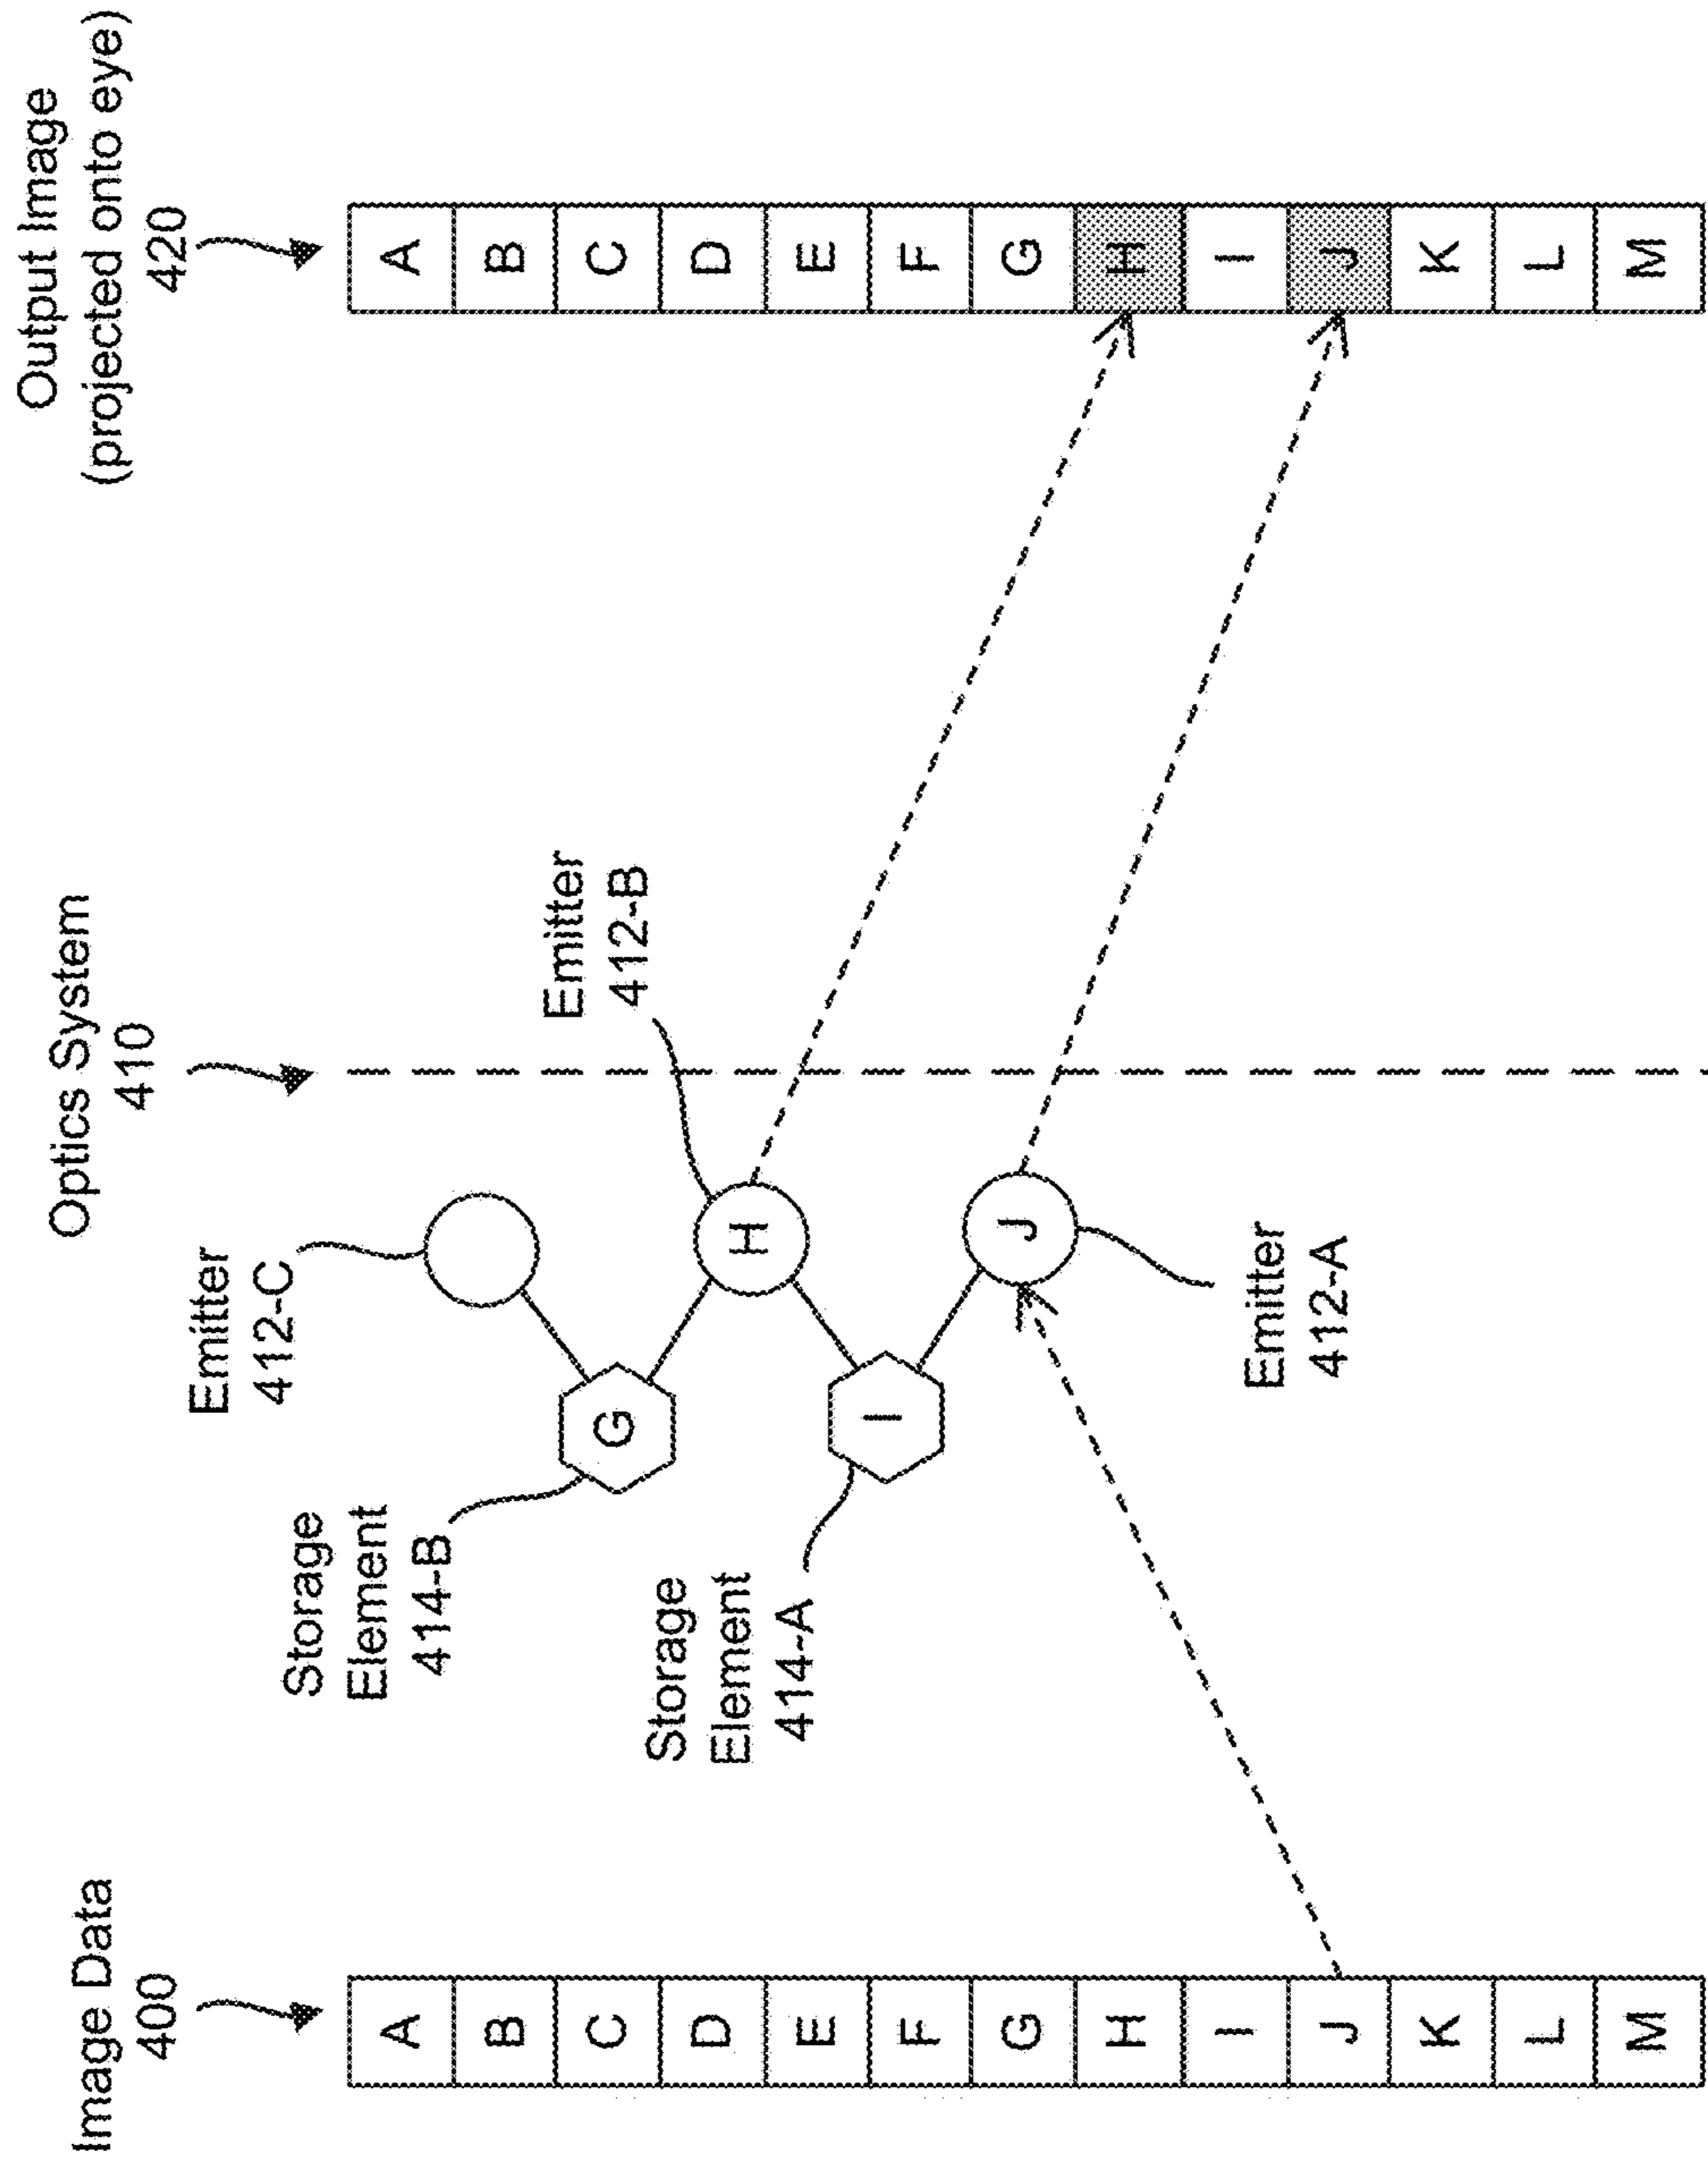 Image Data
400
A
B
C
D
E
F
G
H
I
J
K
L
M
Storage
Element
414-B
Storage
Element
414-A
G
I
Optics System
410
Emitter
412-C
H
J
Emitter
412-A
Emitter
412-B
Output Image
(projected onto eye)
420
A
B
C
D
E
F
G
H
I
J
K
L
M